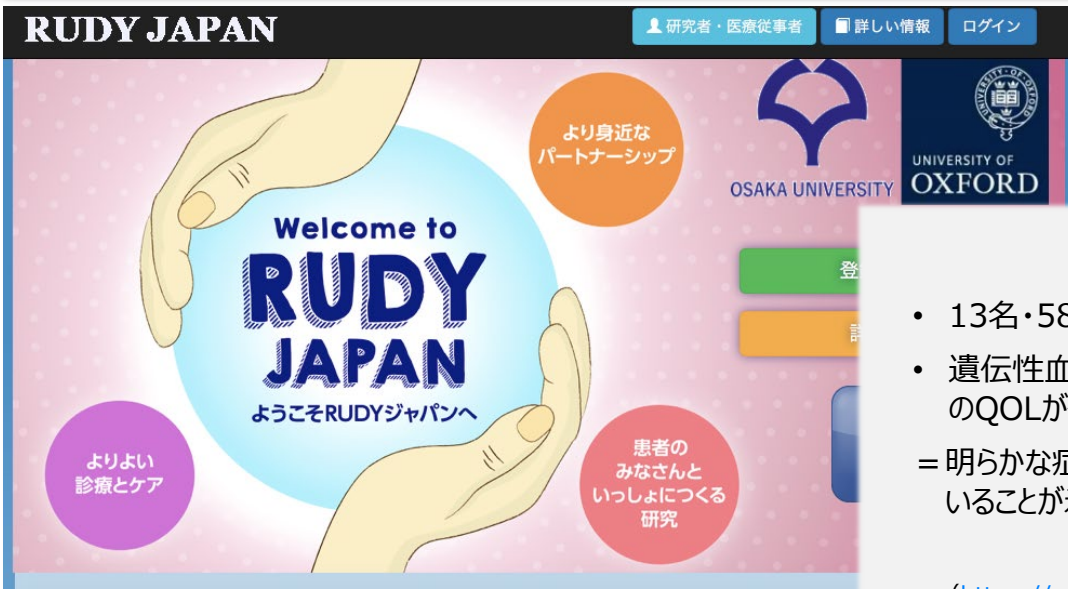 RUDY JAPAN
研究者・医療従事者
詳しい情報
ログイン
より身近な
パートナーシップ
OSAKA UNIVERSITY
UNIVERSITY OF
OXFORD
Welcome to
RUDY
JAPAN
ようこそRUDYジャパンへ
よりよい
診療とケア
患者の
みなさんと
いっしょにつくる
研究
登
• 13名・58
• 遺伝性血
のQOLが
＝明らかな症
いることが